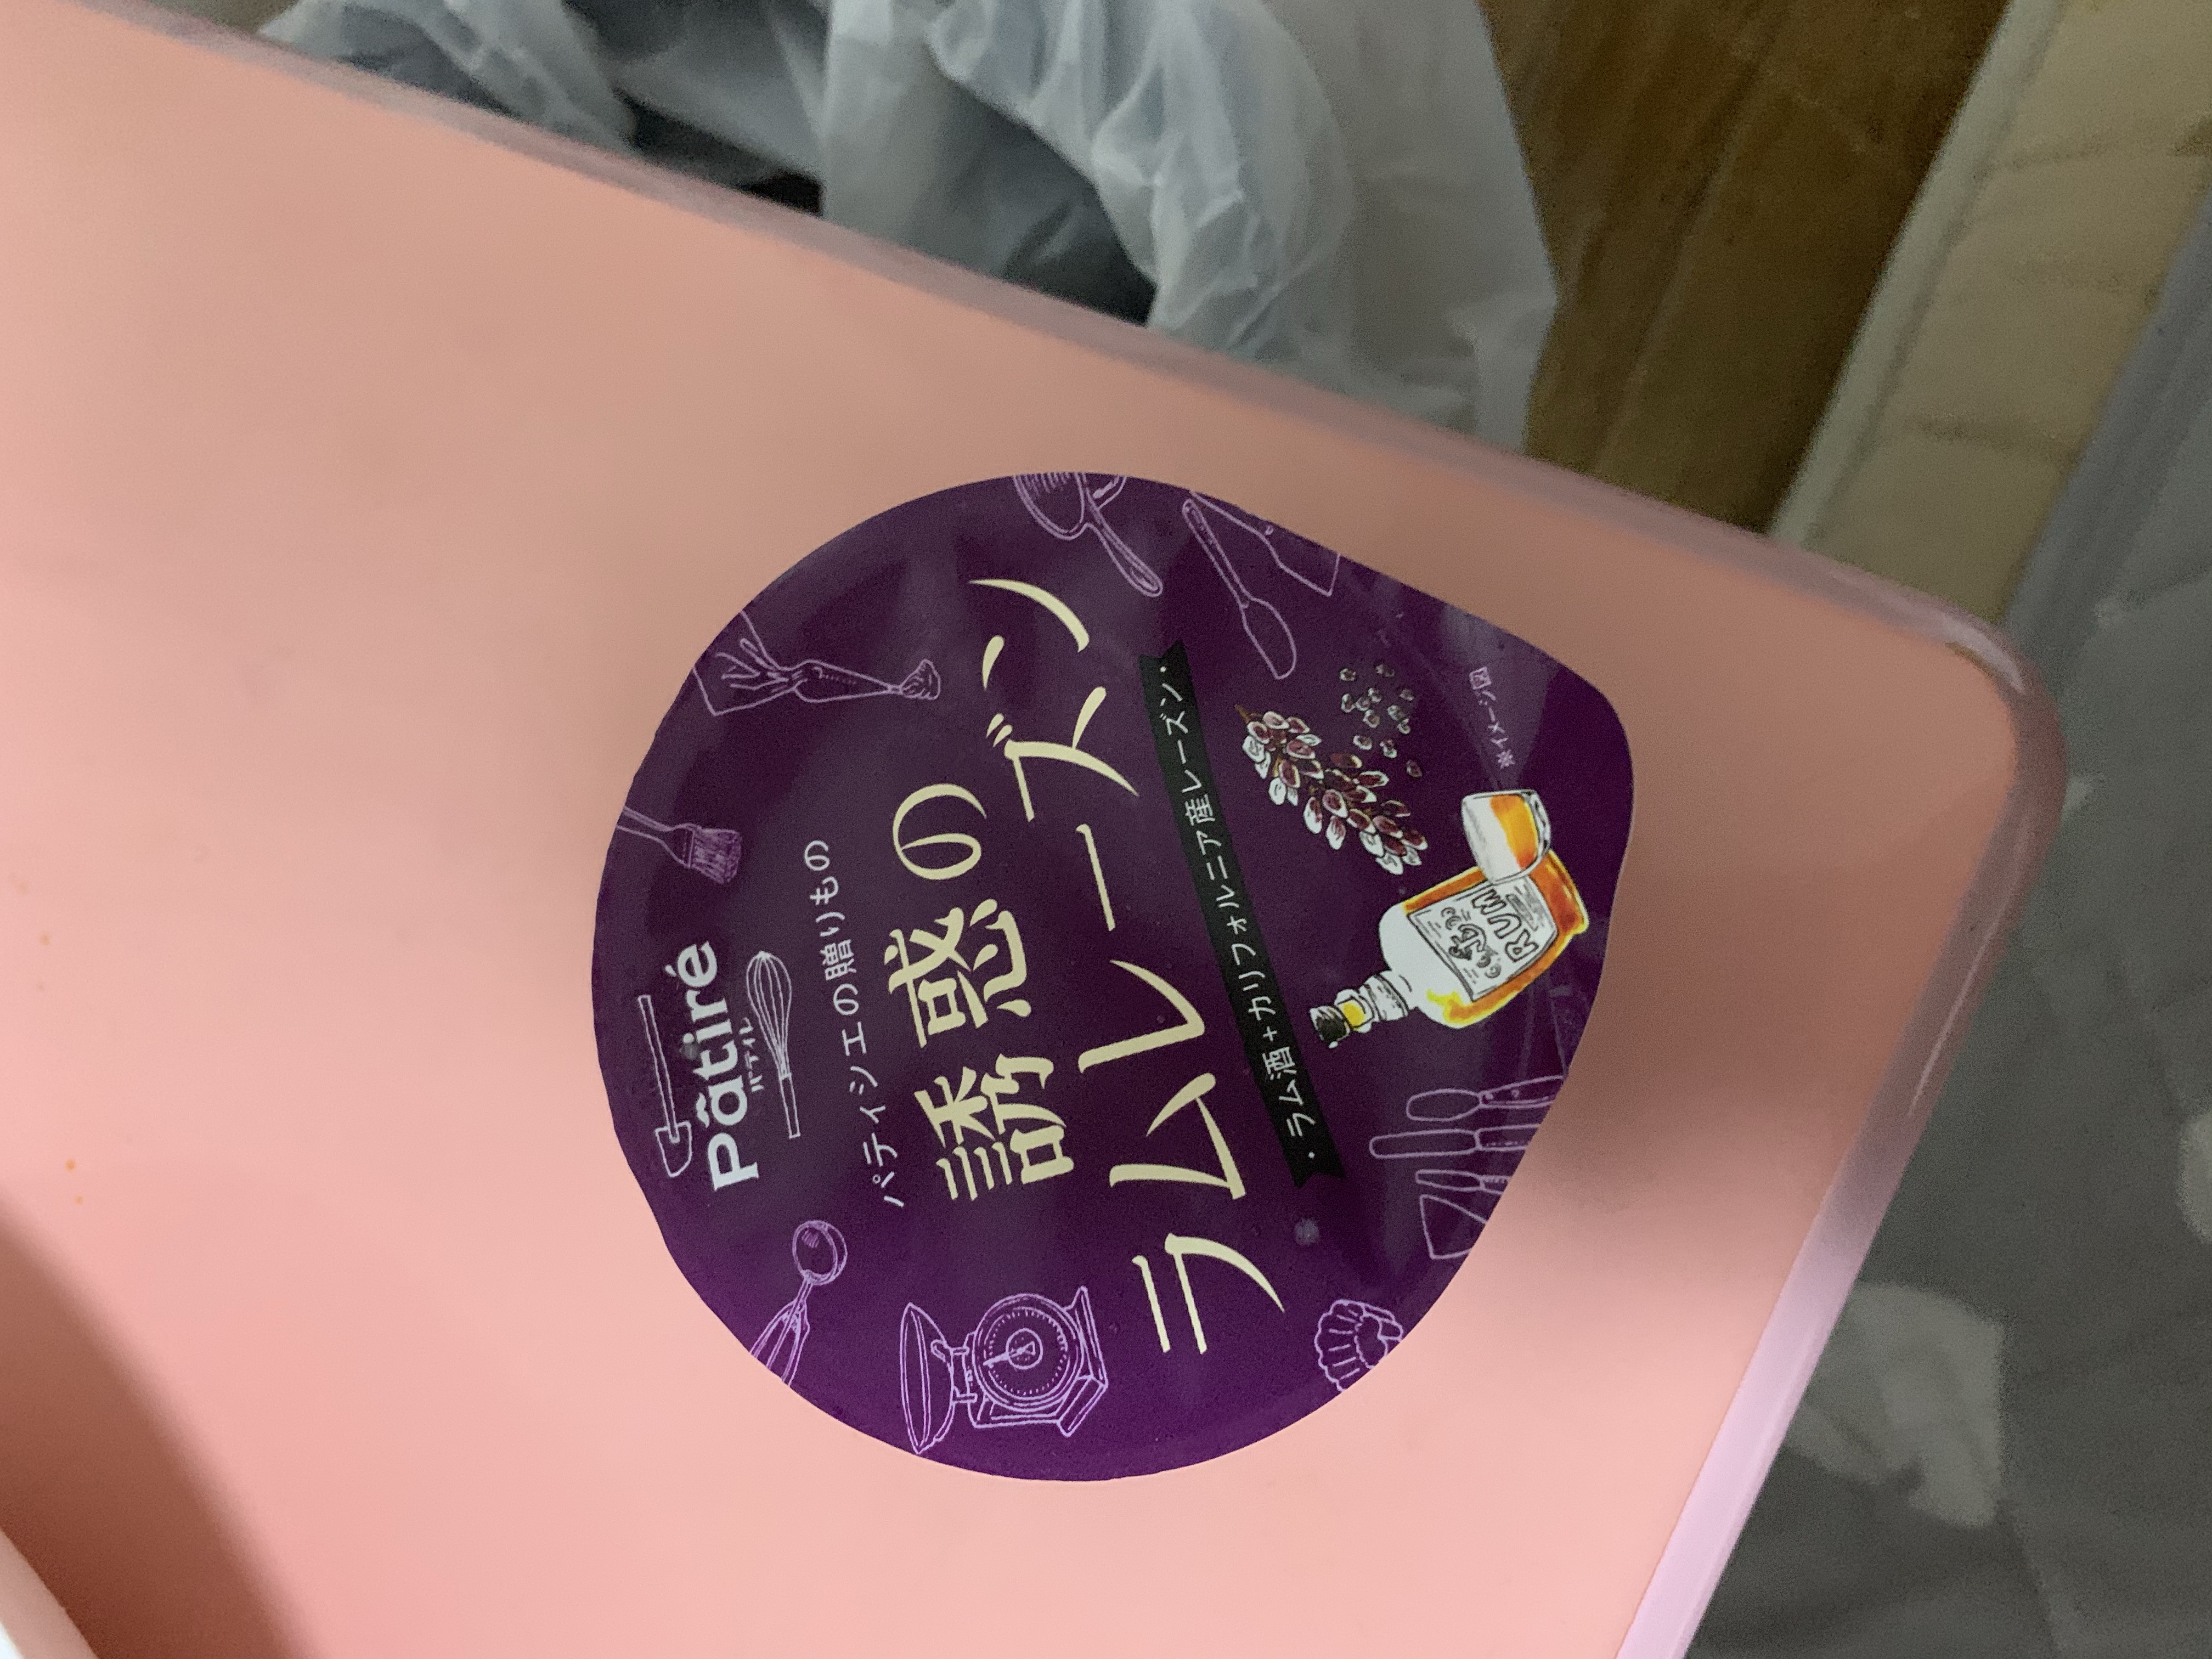 Pâtiré
パティレ
パティシエの贈りもの
誘惑の
ラムレーズン
・ラム酒+カリフォルニア産レーズン・
RUM
※イメージ図